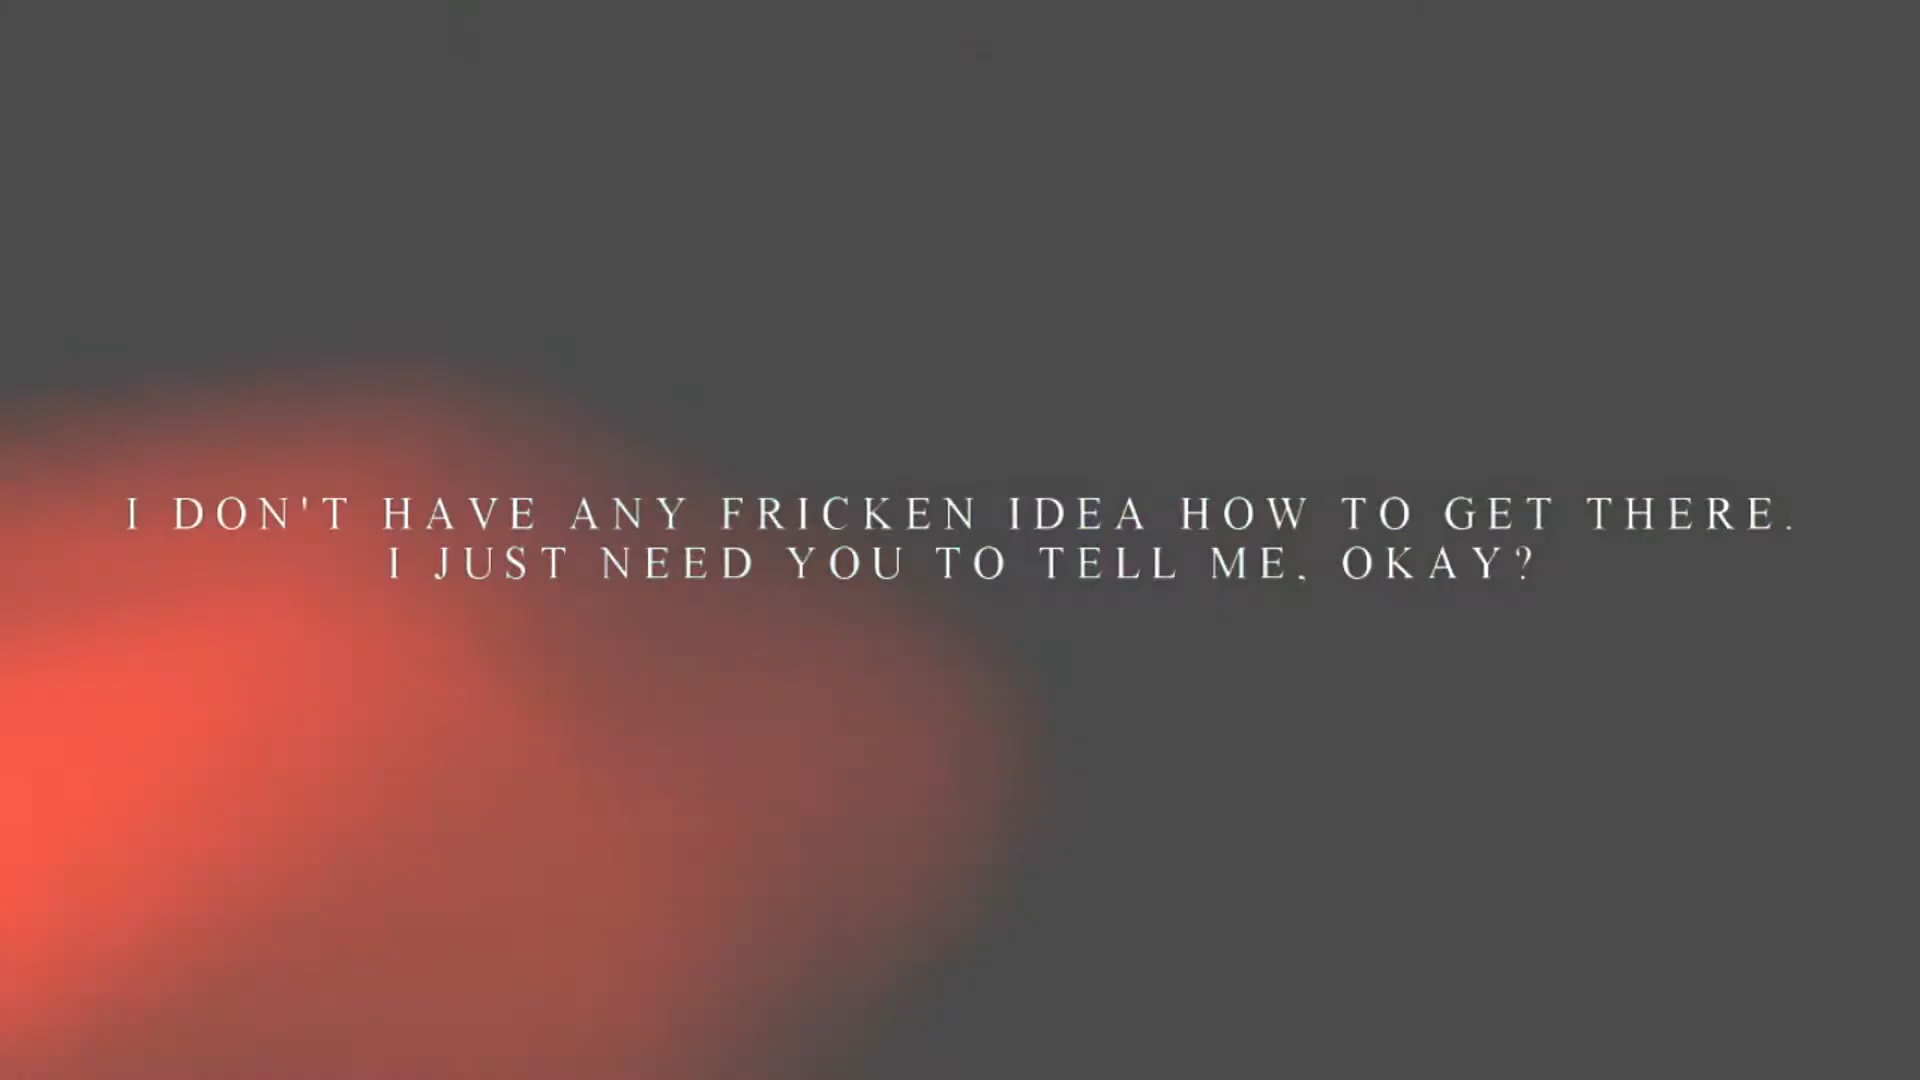 I DON'T HAVE ANY FRICKEN IDEA HOW TO GET THERE.
I JUST NEED YOU TO TELL ME, OKAY?